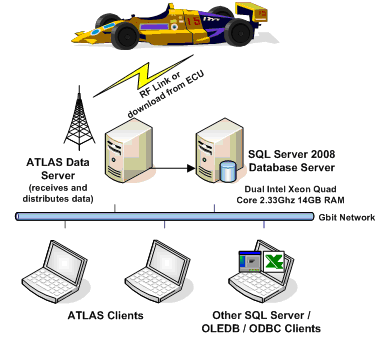 15
RF Link or
download from ECU
ATLAS Data
Server
(receives and
distributes data)
SQL Server 2008
Database Server
Dual Intel Xeon Quad
Core 2.33Ghz 14GB RAM
Gbit Network
ATLAS Clients
Other SQL Server /
OLEDB / ODBC Clients